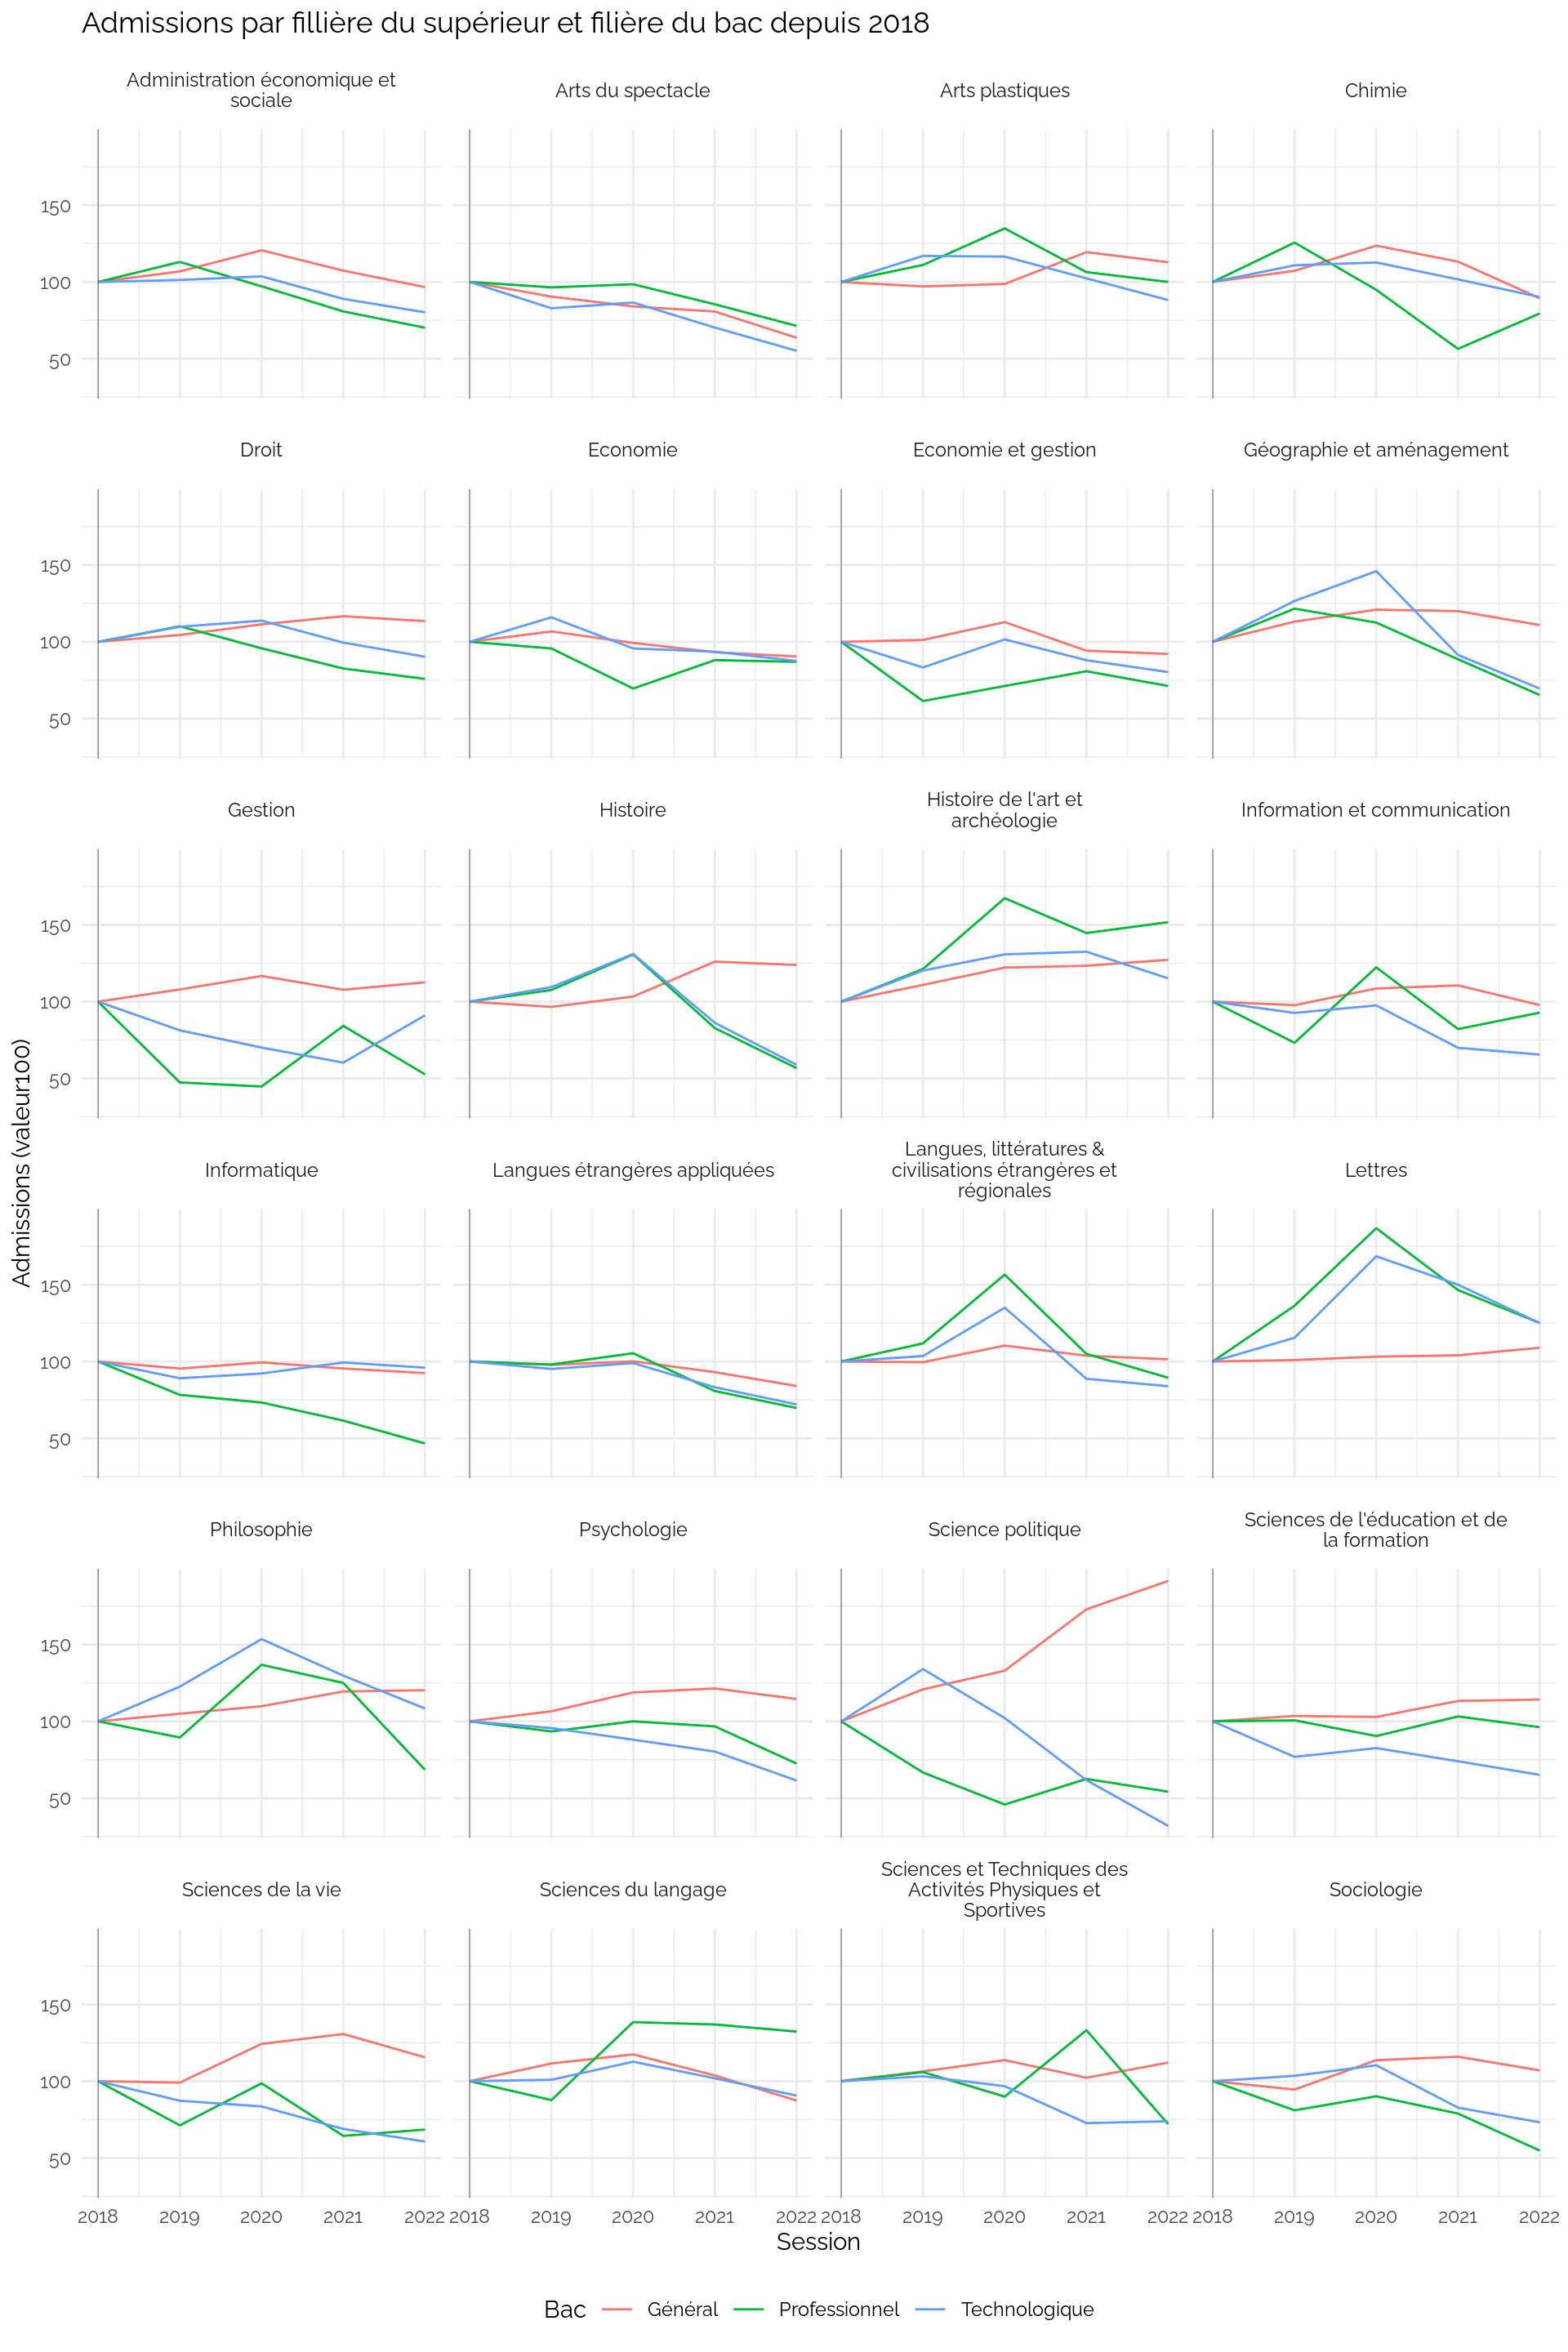 Admissions par fillière du supérieur et filière du bac depuis 2018
Administration économique et
sociale
Arts du spectacle
Arts plastiques
Chimie
150
100
50
Droit
Economie
Economie et gestion
Géographie et aménagement
150
100
50
Gestion
Histoire
Histoire de l'art et
archéologie
Information et communication
150
100
50
Admissions (valeur100)
Informatique
Langues étrangères appliquées
Langues, littératures &
civilisations étrangères et
régionales
Lettres
150
100
50
Philosophie
Psychologie
Science politique
Sciences de l'éducation et de
la formation
150
100
50
Sciences de la vie
Sciences du langage
Sciences et Techniques des
Activités Physiques et
Sportives
Sociologie
150
100
50
2018 2019 2020 2021 2022 2018 2019 2020 2021 2022 2018 2019 2020 2021 2022 2018 2019 2020 2021 2022
Session
Bac Général Professionnel Technologique